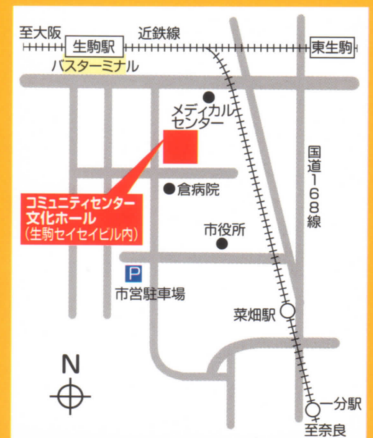 至大阪
生駒駅
近鉄線
東生駒
バスターミナル
メディカル
センター
国道168線
倉病院
コミュニティセンター
文化ホール
(生駒セイセイビル内)
市役所
P
市営駐車場
菜畑駅
N
一分駅
至奈良